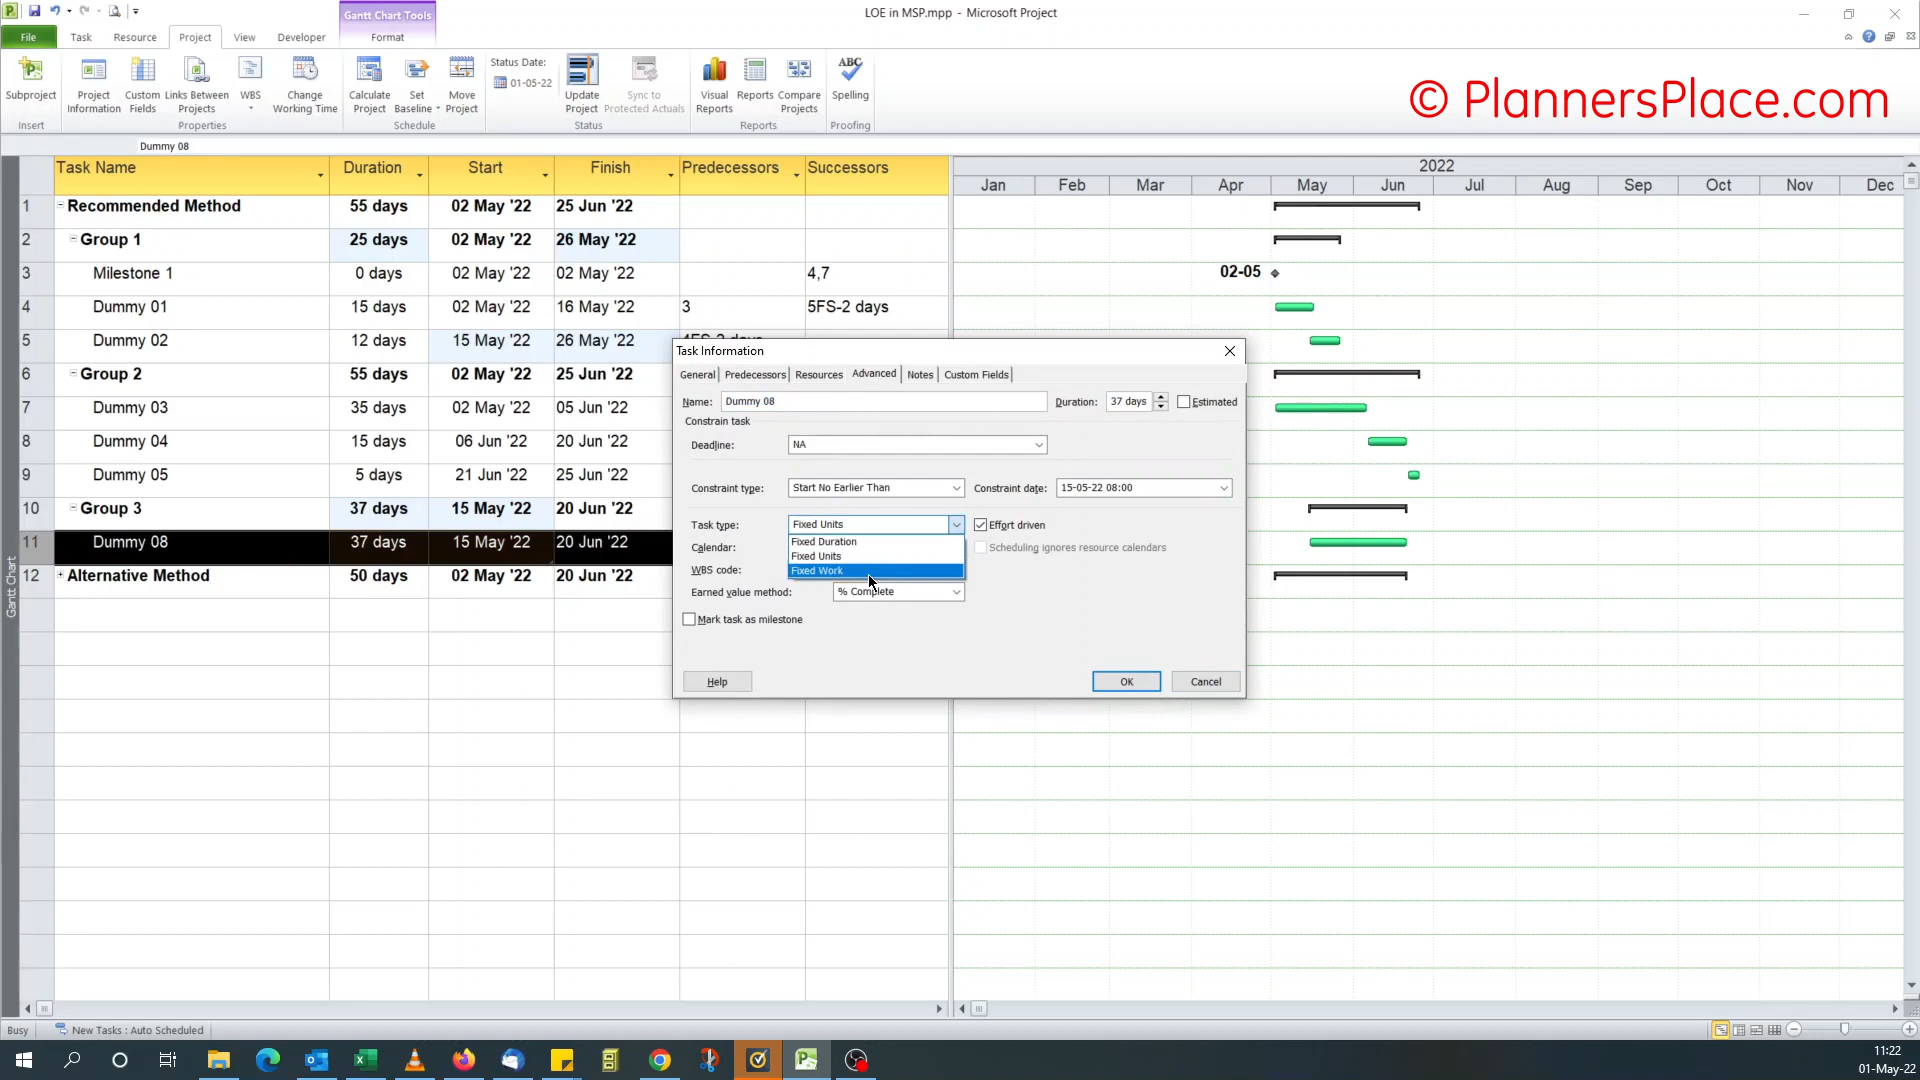 Gantt Chart Tools
LOE in MSP.mpp - Microsoft Project
File Task Resource Project View Developer Format
Subproject
Project Information
Custom Fields
Links Between Projects
WBS
Change Working Time
Calculate Project
Set Baseline
Move Project
Status Date:
01-05-22
Update Project
Sync to Protected Actuals
Visual Reports
Reports
Compare Projects
ABC
Spelling
Insert Properties Schedule Status Reports Proofing
© PlannersPlace.com
Dummy 08
Task Name Duration Start Finish Predecessors Successors
2022
Jan Feb Mar Apr May Jun Jul Aug Sep Oct Nov Dec
1 Recommended Method 55 days 02 May '22 25 Jun '22
2 Group 1 25 days 02 May '22 26 May '22
3 Milestone 1 0 days 02 May '22 02 May '22 4,7 02-05
4 Dummy 01 15 days 02 May '22 16 May '22 3 5FS-2 days
5 Dummy 02 12 days 15 May '22 26 May '22
6 Group 2 55 days 02 May '22 25 Jun '22
7 Dummy 03 35 days 02 May '22 05 Jun '22
8 Dummy 04 15 days 06 Jun '22 20 Jun '22
9 Dummy 05 5 days 21 Jun '22 25 Jun '22
10 Group 3 37 days 15 May '22 20 Jun '22
11 Dummy 08 37 days 15 May '22 20 Jun '22
12 Alternative Method 50 days 02 May '22 20 Jun '22
Task Information
General Predecessors Resources Advanced Notes Custom Fields
Name: Dummy 08 Duration: 37 days Estimated
Constrain task
Deadline: NA
Constraint type: Start No Earlier Than Constraint date: 15-05-22 08:00
Task type: Fixed Units Effort driven
Fixed Duration
Calendar: Scheduling ignores resource calendars
Fixed Units
WBS code: Fixed Work
Earned value method: % Complete
Mark task as milestone
Help OK Cancel
Gantt Chart
Busy New Tasks : Auto Scheduled
11:22
01-May-22